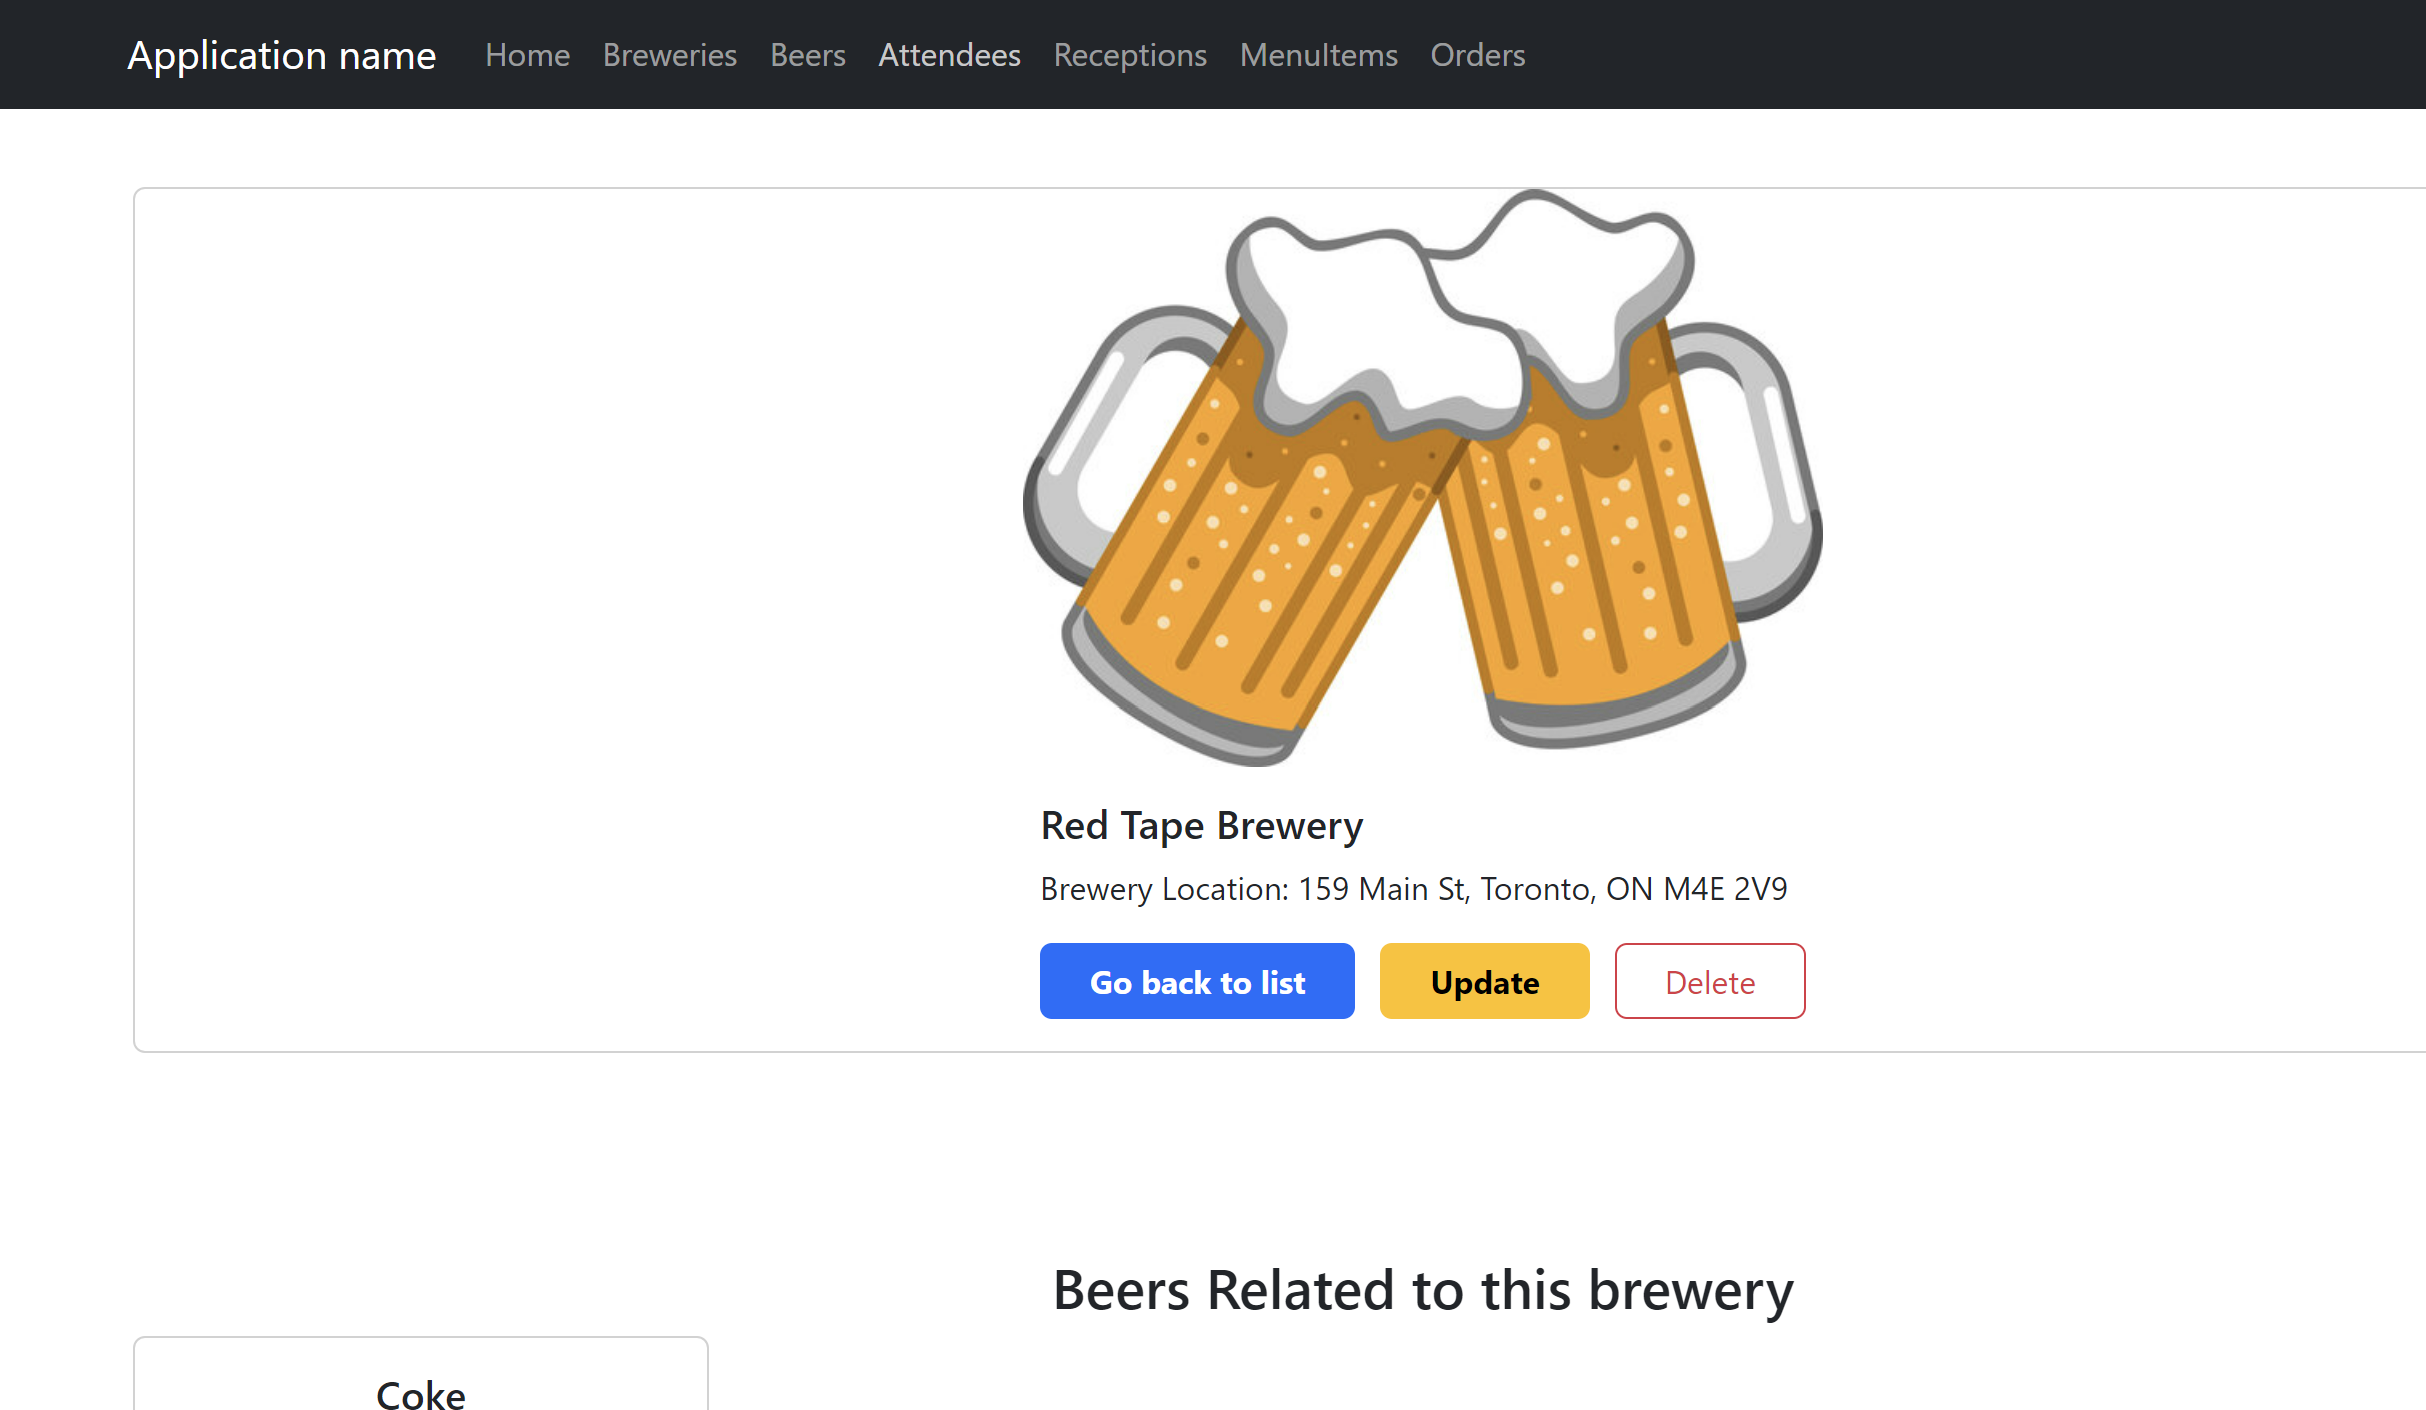 Application name Home Breweries Beers Attendees Receptions MenuItems Orders
Red Tape Brewery
Brewery Location: 159 Main St, Toronto, ON M4E 2V9
Go back to list Update Delete
Beers Related to this brewery
Coke